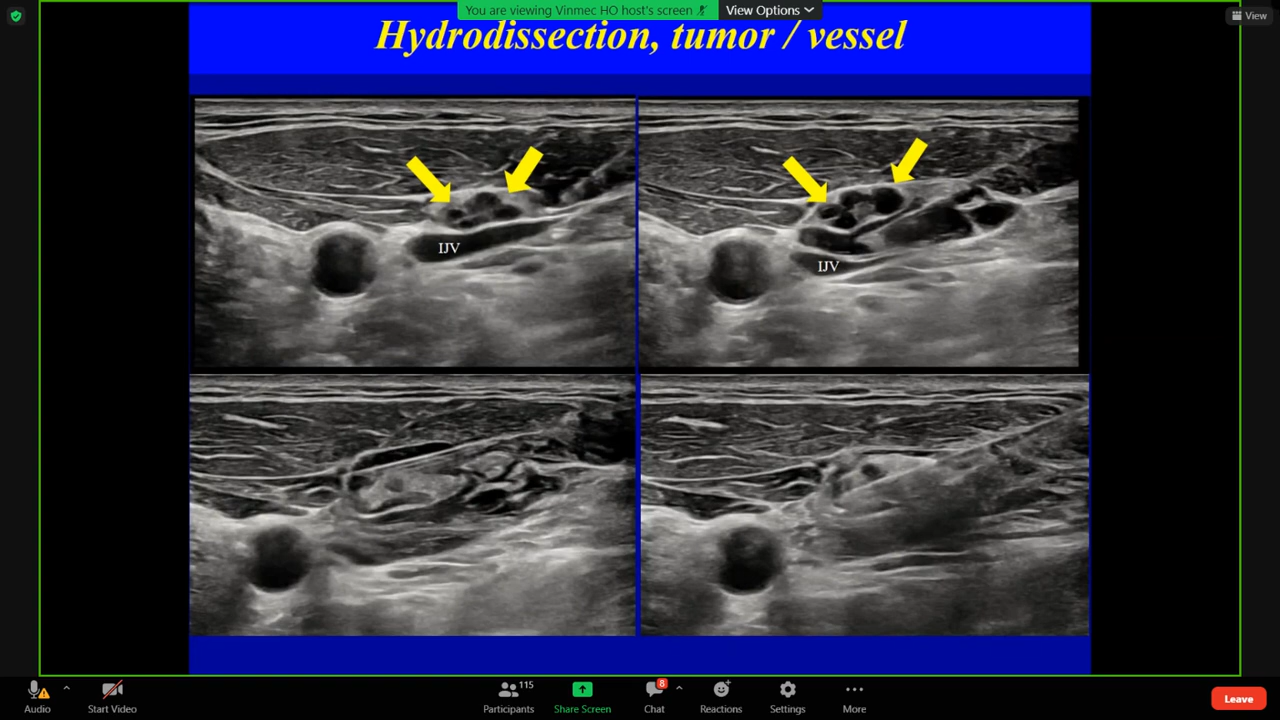 You are viewing Vinmec HO host's screen
View Options
View
Hydrodissection, tumor / vessel
IJV
IJV
Audio
Start Video
Participants
115
Share Screen
Chat
8
Reactions
Settings
More
Leave